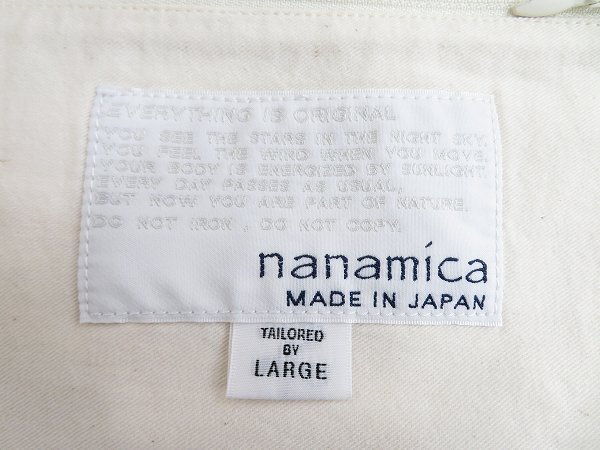 EVERYTHING IS ORIGINAL
YOU SEE THE STARS IN THE NIGHT SKY.
YOU FEEL THE WIND WHEN YOU MOVE.
YOUR BODY IS ENERGIZED BY SUNLIGHT.
EVERY DAY PASSES AS USUAL,
BUT NOW YOU ARE PART OF NATURE.
DO NOT IRON, DO NOT COPY.
nanamica
MADE IN JAPAN
TAILORED
BY
LARGE